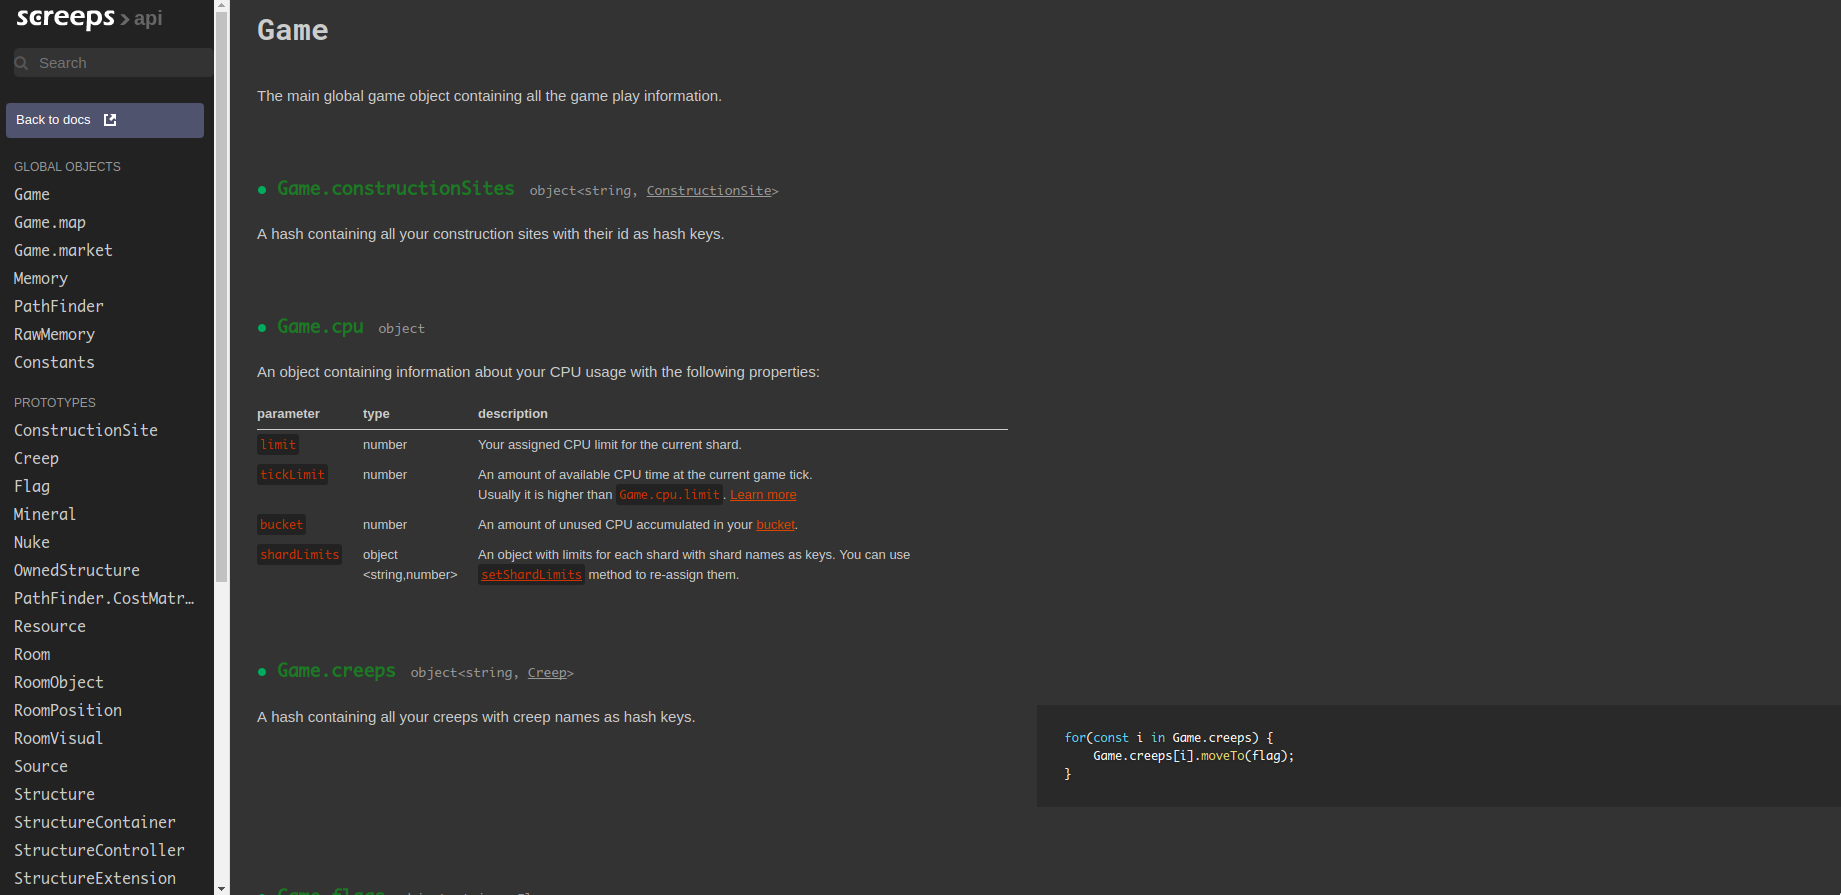 screeps > api
Search
Back to docs
GLOBAL OBJECTS
Game
Game.map
Game.market
Memory
PathFinder
RawMemory
Constants
PROTOTYPES
ConstructionSite
Creep
Flag
Mineral
Nuke
OwnedStructure
PathFinder.CostMatr…
Resource
Room
RoomObject
RoomPosition
RoomVisual
Source
Structure
StructureContainer
StructureController
StructureExtension
Game
The main global game object containing all the game play information.
Game.constructionSites object<string, ConstructionSite>
A hash containing all your construction sites with their id as hash keys.
Game.cpu object
An object containing information about your CPU usage with the following properties:
parameter type description
limit number Your assigned CPU limit for the current shard.
tickLimit number An amount of available CPU time at the current game tick.
Usually it is higher than Game.cpu.limit. Learn more
bucket number An amount of unused CPU accumulated in your bucket.
shardLimits object An object with limits for each shard with shard names as keys. You can use
<string,number> setShardLimits method to re-assign them.
Game.creeps object<string, Creep>
A hash containing all your creeps with creep names as hash keys.
for(const i in Game.creeps) {
    Game.creeps[i].moveTo(flag);
}
Game.flags